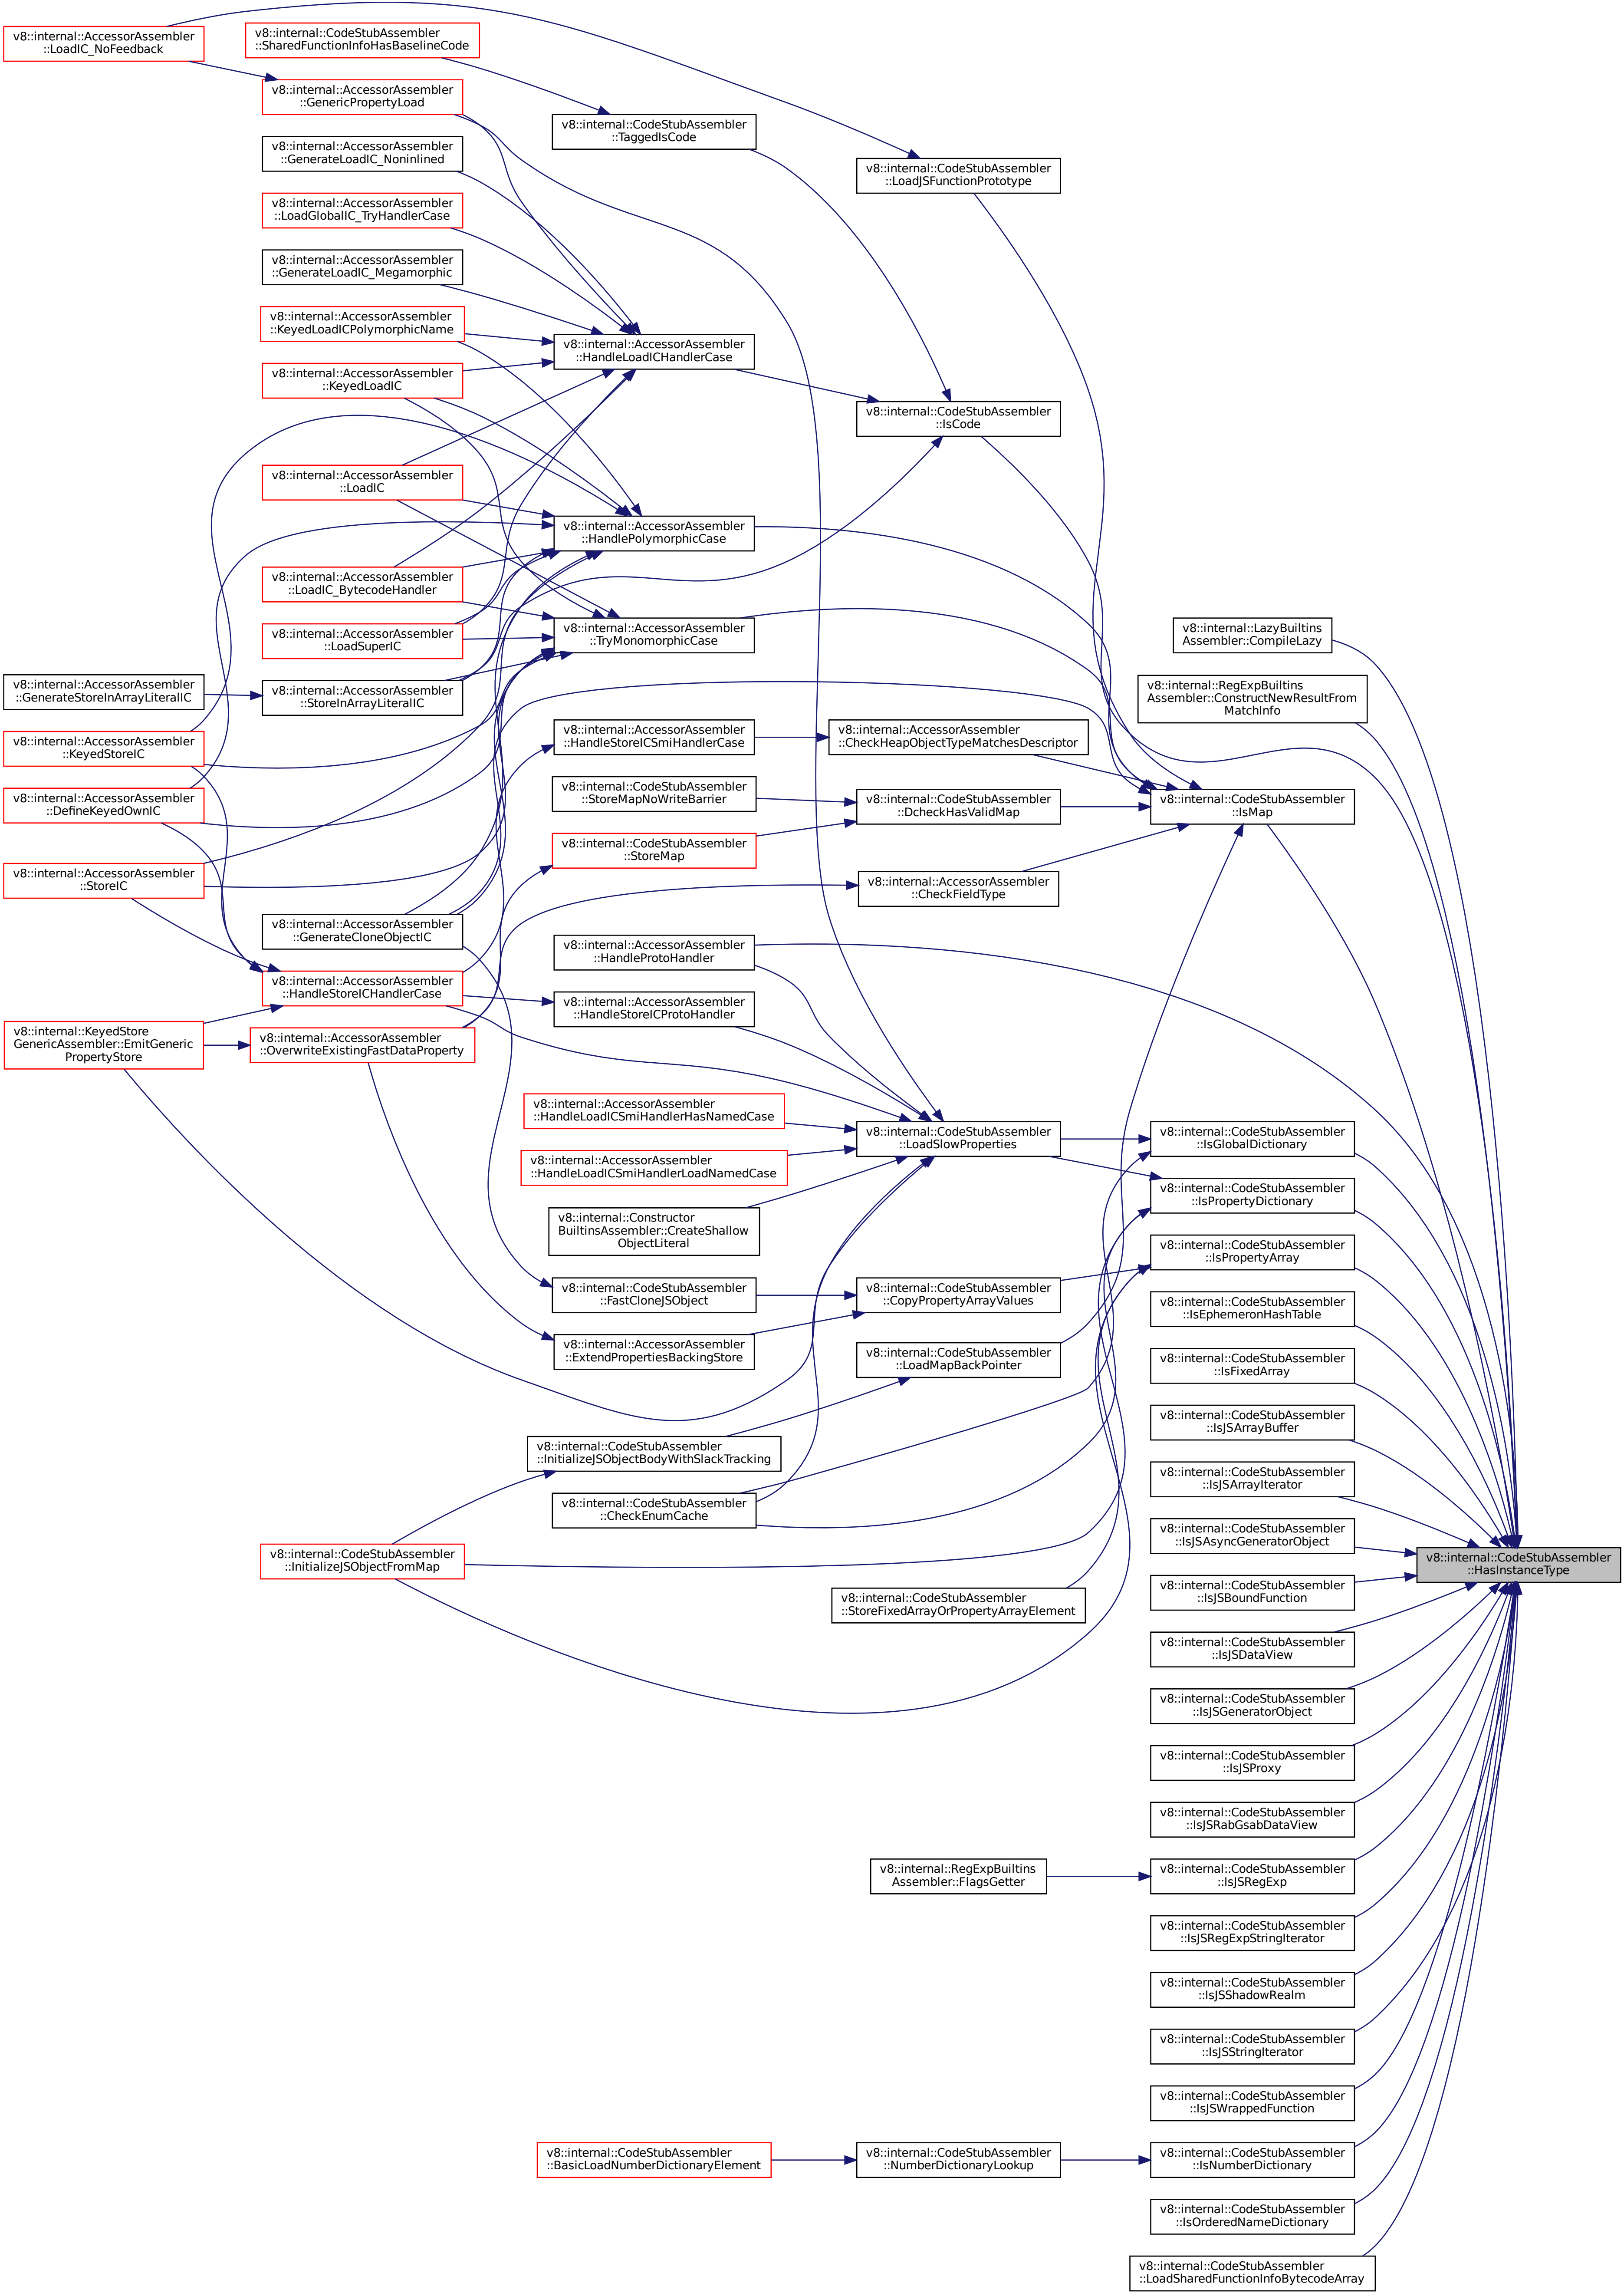 v8::internal::AccessorAssembler
::LoadIC_NoFeedback
v8::internal::CodeStubAssembler
::SharedFunctionInfoHasBaselineCode
v8::internal::AccessorAssembler
::GenericPropertyLoad
v8::internal::CodeStubAssembler
::TaggedIsCode
v8::internal::AccessorAssembler
::GenerateLoadIC_Noninlined
v8::internal::CodeStubAssembler
::LoadJSFunctionPrototype
v8::internal::AccessorAssembler
::LoadGlobalIC_TryHandlerCase
v8::internal::AccessorAssembler
::GenerateLoadIC_Megamorphic
v8::internal::AccessorAssembler
::KeyedLoadICPolymorphicName
v8::internal::AccessorAssembler
::HandleLoadICHandlerCase
v8::internal::AccessorAssembler
::KeyedLoadIC
v8::internal::CodeStubAssembler
::IsCode
v8::internal::AccessorAssembler
::LoadIC
v8::internal::AccessorAssembler
::HandlePolymorphicCase
v8::internal::AccessorAssembler
::LoadIC_BytecodeHandler
v8::internal::AccessorAssembler
::LoadSuperIC
v8::internal::AccessorAssembler
::TryMonomorphicCase
v8::internal::LazyBuiltins
Assembler::CompileLazy
v8::internal::AccessorAssembler
::GenerateStoreInArrayLiteralIC
v8::internal::AccessorAssembler
::StoreInArrayLiteralIC
v8::internal::RegExpBuiltins
Assembler::ConstructNewResultFrom
MatchInfo
v8::internal::AccessorAssembler
::KeyedStoreIC
v8::internal::AccessorAssembler
::HandleStoreICSmiHandlerCase
v8::internal::AccessorAssembler
::CheckHeapObjectTypeMatchesDescriptor
v8::internal::AccessorAssembler
::DefineKeyedOwnIC
v8::internal::CodeStubAssembler
::StoreMapNoWriteBarrier
v8::internal::CodeStubAssembler
::DcheckHasValidMap
v8::internal::CodeStubAssembler
::IsMap
v8::internal::CodeStubAssembler
::StoreMap
v8::internal::AccessorAssembler
::StoreIC
v8::internal::AccessorAssembler
::CheckFieldType
v8::internal::AccessorAssembler
::GenerateCloneObjectIC
v8::internal::AccessorAssembler
::HandleProtoHandler
v8::internal::AccessorAssembler
::HandleStoreICHandlerCase
v8::internal::AccessorAssembler
::HandleStoreICProtoHandler
v8::internal::KeyedStore
GenericAssembler::EmitGeneric
PropertyStore
v8::internal::AccessorAssembler
::OverwriteExistingFastDataProperty
v8::internal::AccessorAssembler
::HandleLoadICSmiHandlerHasNamedCase
v8::internal::CodeStubAssembler
::LoadSlowProperties
v8::internal::CodeStubAssembler
::IsGlobalDictionary
v8::internal::AccessorAssembler
::HandleLoadICSmiHandlerLoadNamedCase
v8::internal::CodeStubAssembler
::IsPropertyDictionary
v8::internal::Constructor
BuiltinsAssembler::CreateShallow
ObjectLiteral
v8::internal::CodeStubAssembler
::IsPropertyArray
v8::internal::CodeStubAssembler
::FastCloneJSObject
v8::internal::CodeStubAssembler
::CopyPropertyArrayValues
v8::internal::CodeStubAssembler
::IsEphemeronHashTable
v8::internal::AccessorAssembler
::ExtendPropertiesBackingStore
v8::internal::CodeStubAssembler
::LoadMapBackPointer
v8::internal::CodeStubAssembler
::IsFixedArray
v8::internal::CodeStubAssembler
::IsJSArrayBuffer
v8::internal::CodeStubAssembler
::InitializeJSObjectBodyWithSlackTracking
v8::internal::CodeStubAssembler
::IsJSArrayIterator
v8::internal::CodeStubAssembler
::CheckEnumCache
v8::internal::CodeStubAssembler
::IsJSAsyncGeneratorObject
v8::internal::CodeStubAssembler
::InitializeJSObjectFromMap
v8::internal::CodeStubAssembler
::HasInstanceType
v8::internal::CodeStubAssembler
::StoreFixedArrayOrPropertyArrayElement
v8::internal::CodeStubAssembler
::IsJSBoundFunction
v8::internal::CodeStubAssembler
::IsJSDataView
v8::internal::CodeStubAssembler
::IsJSGeneratorObject
v8::internal::CodeStubAssembler
::IsJSProxy
v8::internal::CodeStubAssembler
::IsJSRabGsabDataView
v8::internal::RegExpBuiltins
Assembler::FlagsGetter
v8::internal::CodeStubAssembler
::IsJSRegExp
v8::internal::CodeStubAssembler
::IsJSRegExpStringIterator
v8::internal::CodeStubAssembler
::IsJSShadowRealm
v8::internal::CodeStubAssembler
::IsJSStringIterator
v8::internal::CodeStubAssembler
::IsJSWrappedFunction
v8::internal::CodeStubAssembler
::BasicLoadNumberDictionaryElement
v8::internal::CodeStubAssembler
::NumberDictionaryLookup
v8::internal::CodeStubAssembler
::IsNumberDictionary
v8::internal::CodeStubAssembler
::IsOrderedNameDictionary
v8::internal::CodeStubAssembler
::LoadSharedFunctionInfoBytecodeArray